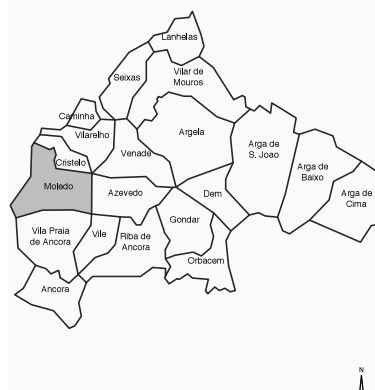 Lanhelas
Seixas
Vilar de
Mouros
Caminha
Vilarelho
Argela
Venade
Arga de
S. Joao
Cristelo
Arga de
Baixo
Moledo
Azevedo
Dem
Arga de
Cima
Vila Praia
de Ancora
Vile
Riba de
Ancora
Gondar
Orbacem
Ancora
N